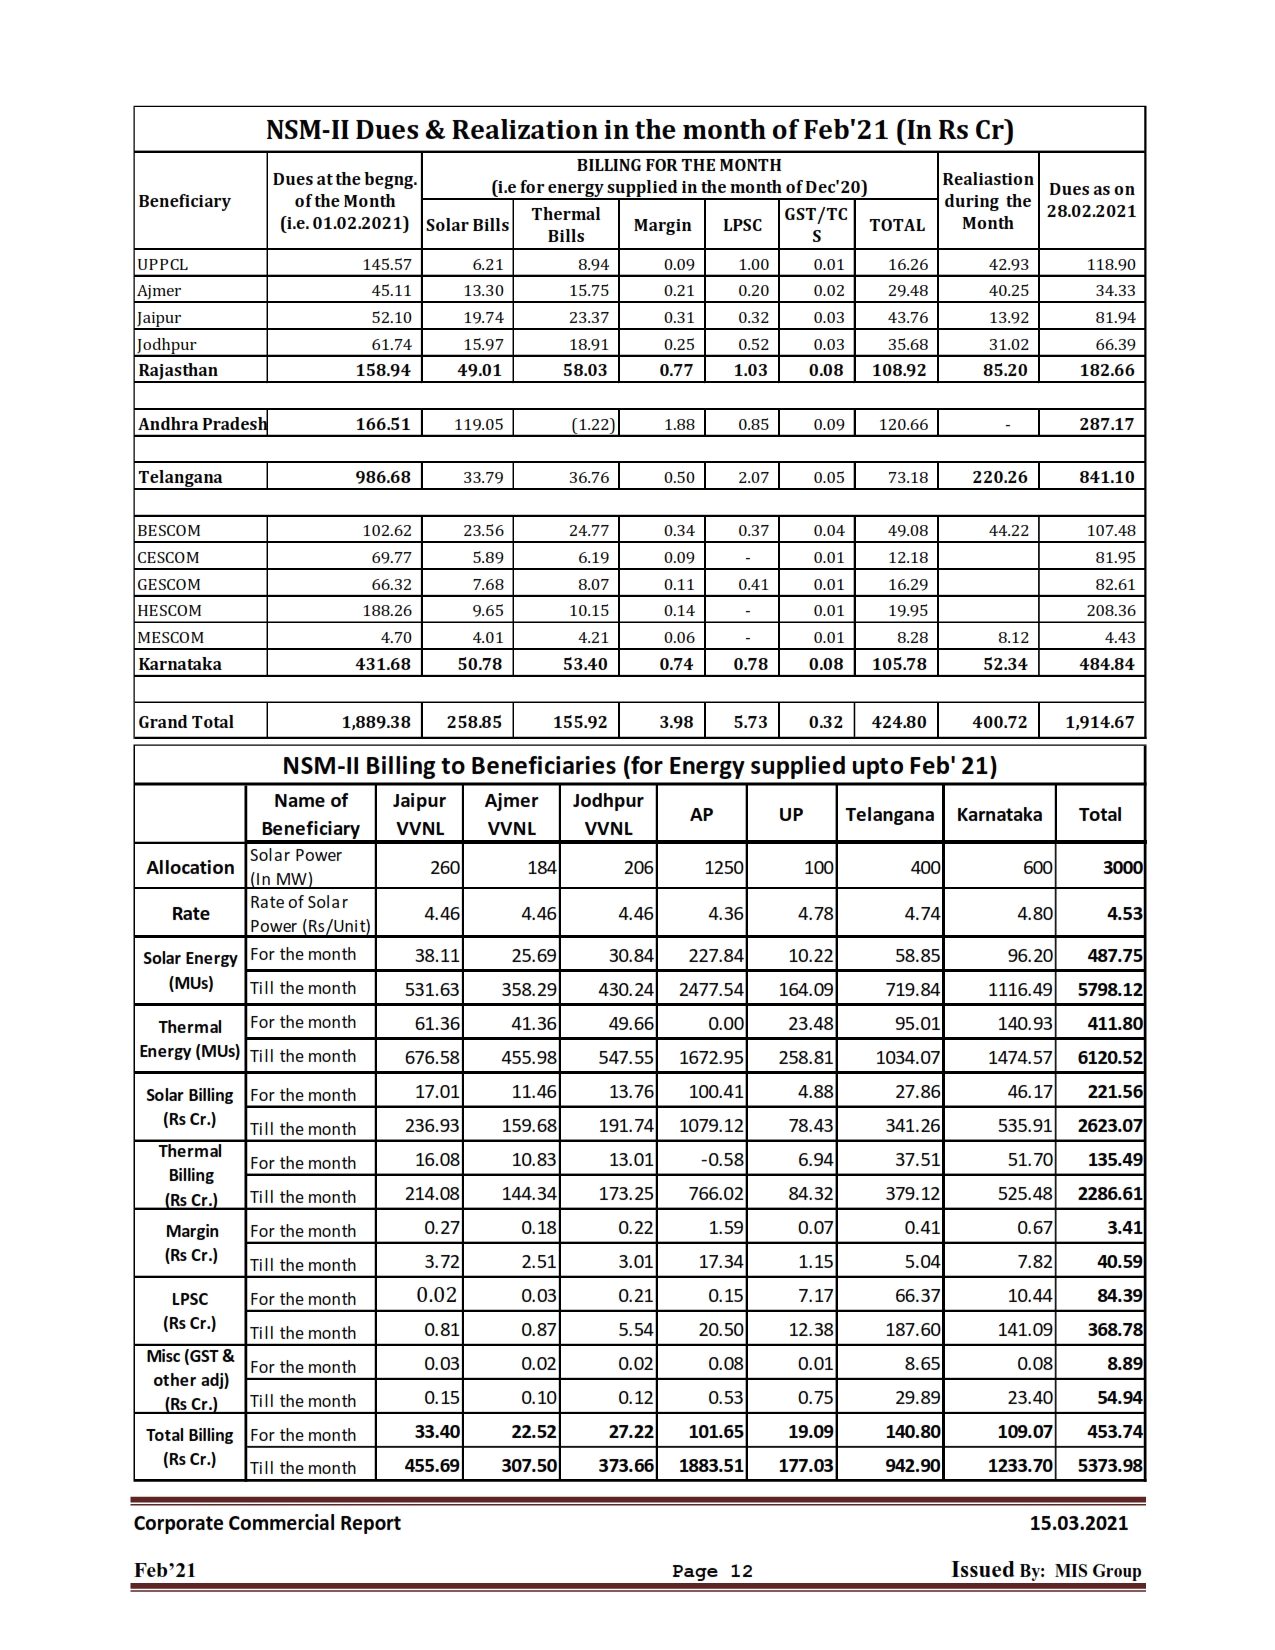 NSM-II Dues & Realization in the month of Feb'21 (In Rs Cr)
Beneficiary Dues at the begng. of the Month (i.e. 01.02.2021) BILLING FOR THE MONTH (i.e for energy supplied in the month of Dec'20) Realiastion during the Month Dues as on 28.02.2021
Solar Bills Thermal Bills Margin LPSC GST/TCS TOTAL
UPPCL 145.57 6.21 8.94 0.09 1.00 0.01 16.26 42.93 118.90
Ajmer 45.11 13.30 15.75 0.21 0.20 0.02 29.48 40.25 34.33
Jaipur 52.10 19.74 23.37 0.31 0.32 0.03 43.76 13.92 81.94
Jodhpur 61.74 15.97 18.91 0.25 0.52 0.03 35.68 31.02 66.39
Rajasthan 158.94 49.01 58.03 0.77 1.03 0.08 108.92 85.20 182.66
Andhra Pradesh 166.51 119.05 (1.22) 1.88 0.85 0.09 120.66 - 287.17
Telangana 986.68 33.79 36.76 0.50 2.07 0.05 73.18 220.26 841.10
BESCOM 102.62 23.56 24.77 0.34 0.37 0.04 49.08 44.22 107.48
CESCOM 69.77 5.89 6.19 0.09 - 0.01 12.18 81.95
GESCOM 66.32 7.68 8.07 0.11 0.41 0.01 16.29 82.61
HESCOM 188.26 9.65 10.15 0.14 - 0.01 19.95 208.36
MESCOM 4.70 4.01 4.21 0.06 - 0.01 8.28 8.12 4.43
Karnataka 431.68 50.78 53.40 0.74 0.78 0.08 105.78 52.34 484.84
Grand Total 1,889.38 258.85 155.92 3.98 5.73 0.32 424.80 400.72 1,914.67
NSM-II Billing to Beneficiaries (for Energy supplied upto Feb' 21)
Name of Beneficiary Jaipur VVNL Ajmer VVNL Jodhpur VVNL AP UP Telangana Karnataka Total
Allocation Solar Power (In MW) 260 184 206 1250 100 400 600 3000
Rate Rate of Solar Power (Rs/Unit) 4.46 4.46 4.46 4.36 4.78 4.74 4.80 4.53
Solar Energy (MUs) For the month 38.11 25.69 30.84 227.84 10.22 58.85 96.20 487.75
Till the month 531.63 358.29 430.24 2477.54 164.09 719.84 1116.49 5798.12
Thermal Energy (MUs) For the month 61.36 41.36 49.66 0.00 23.48 95.01 140.93 411.80
Till the month 676.58 455.98 547.55 1672.95 258.81 1034.07 1474.57 6120.52
Solar Billing (Rs Cr.) For the month 17.01 11.46 13.76 100.41 4.88 27.86 46.17 221.56
Till the month 236.93 159.68 191.74 1079.12 78.43 341.26 535.91 2623.07
Thermal Billing (Rs Cr.) For the month 16.08 10.83 13.01 -0.58 6.94 37.51 51.70 135.49
Till the month 214.08 144.34 173.25 766.02 84.32 379.12 525.48 2286.61
Margin (Rs Cr.) For the month 0.27 0.18 0.22 1.59 0.07 0.41 0.67 3.41
Till the month 3.72 2.51 3.01 17.34 1.15 5.04 7.82 40.59
LPSC (Rs Cr.) For the month 0.02 0.03 0.21 0.15 7.17 66.37 10.44 84.39
Till the month 0.81 0.87 5.54 20.50 12.38 187.60 141.09 368.78
Misc (GST & other adj) (Rs Cr.) For the month 0.03 0.02 0.02 0.08 0.01 8.65 0.08 8.89
Till the month 0.15 0.10 0.12 0.53 0.75 29.89 23.40 54.94
Total Billing (Rs Cr.) For the month 33.40 22.52 27.22 101.65 19.09 140.80 109.07 453.74
Till the month 455.69 307.50 373.66 1883.51 177.03 942.90 1233.70 5373.98
Corporate Commercial Report 15.03.2021
Feb’21 Page 12 Issued By: MIS Group